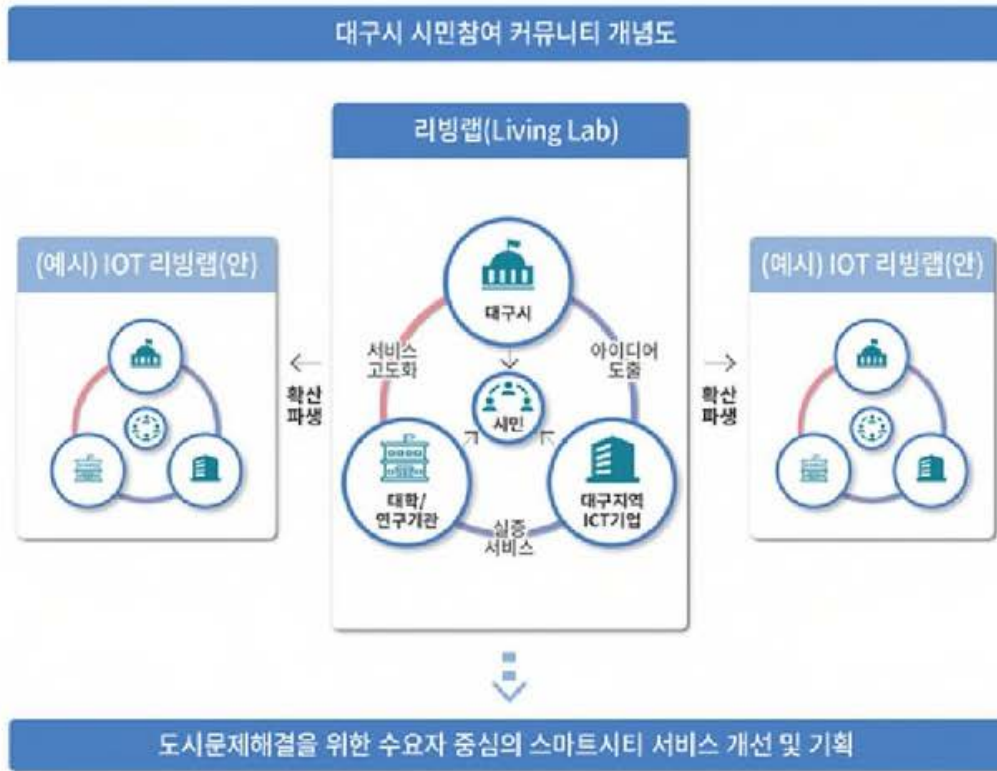 대구시 시민참여 커뮤니티 개념도
리빙랩(Living Lab)
(예시) IOT 리빙랩(안)
(예시) IOT 리빙랩(안)
대구시
서비스
고도화
아이디어
도출
확산
파생
확산
파생
시민
대학/
연구기관
대구지역
ICT기업
실증
서비스
도시문제해결을 위한 수요자 중심의 스마트시티 서비스 개선 및 기획